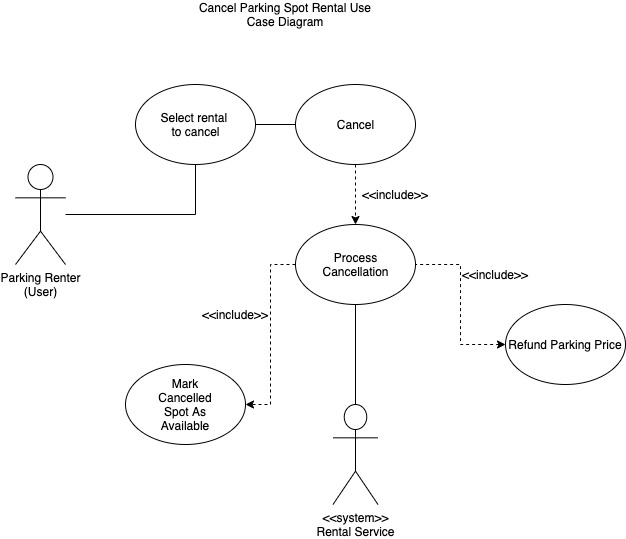 Cancel Parking Spot Rental Use
Case Diagram
Select rental
to cancel
Cancel
<<include>>
Parking Renter
(User)
Process
Cancellation
<<include>>
<<include>>
Refund Parking Price
Mark
Cancelled
Spot As
Available
<<system>>
Rental Service